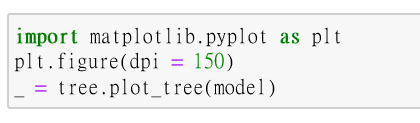 import matplotlib.pyplot as plt
plt.figure(dpi = 150)
_ = tree.plot_tree(model)